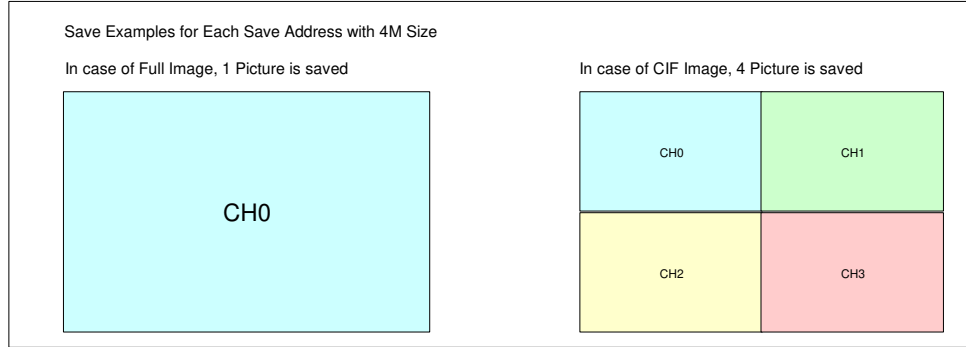 Save Examples for Each Save Address with 4M Size
In case of Full Image, 1 Picture is saved
CH0
In case of CIF Image, 4 Picture is saved
CH0
CH1
CH2
CH3